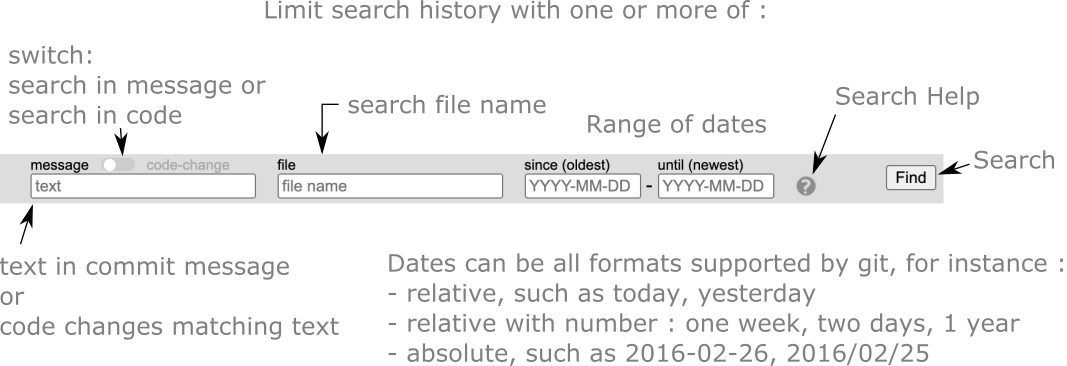 Limit search history with one or more of :
switch:
search in message or
search in code
search file name
Range of dates
Search Help
Search
message code-change
text
file
file name
since (oldest)
YYYY-MM-DD
-
until (newest)
YYYY-MM-DD
?
Find
text in commit message
or
code changes matching text
Dates can be all formats supported by git, for instance :
- relative, such as today, yesterday
- relative with number : one week, two days, 1 year
- absolute, such as 2016-02-26, 2016/02/25